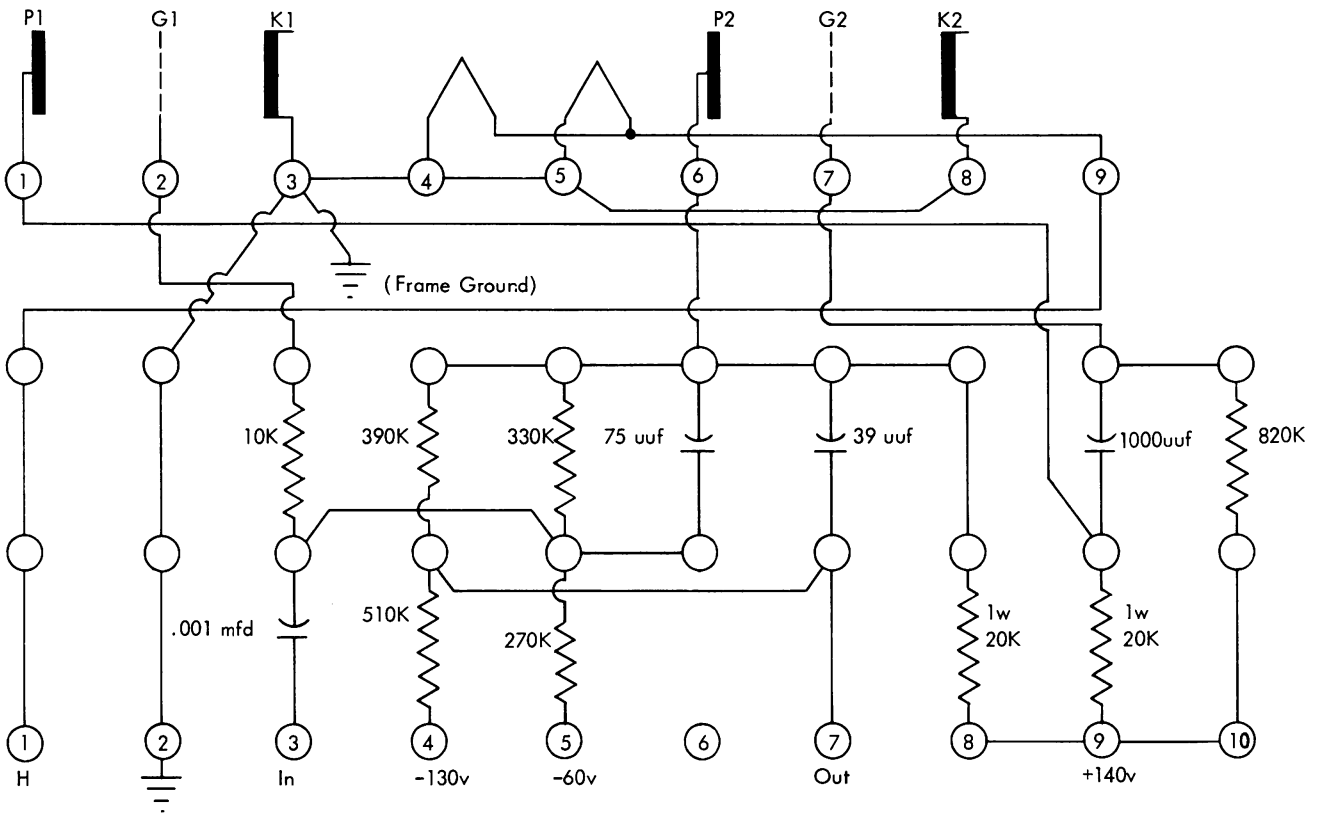 P1 G1 K1 P2 G2 K2
1 2 3 4 5 6 7 8 9
(Frame Ground)
10K 390K 330K 75 uuf 39 uuf 1000uuf 820K
.001 mfd 510K 270K 1w 1w
20K 20K
1 2 3 4 5 6 7 8 9 10
H In -130v -60v Out +140v